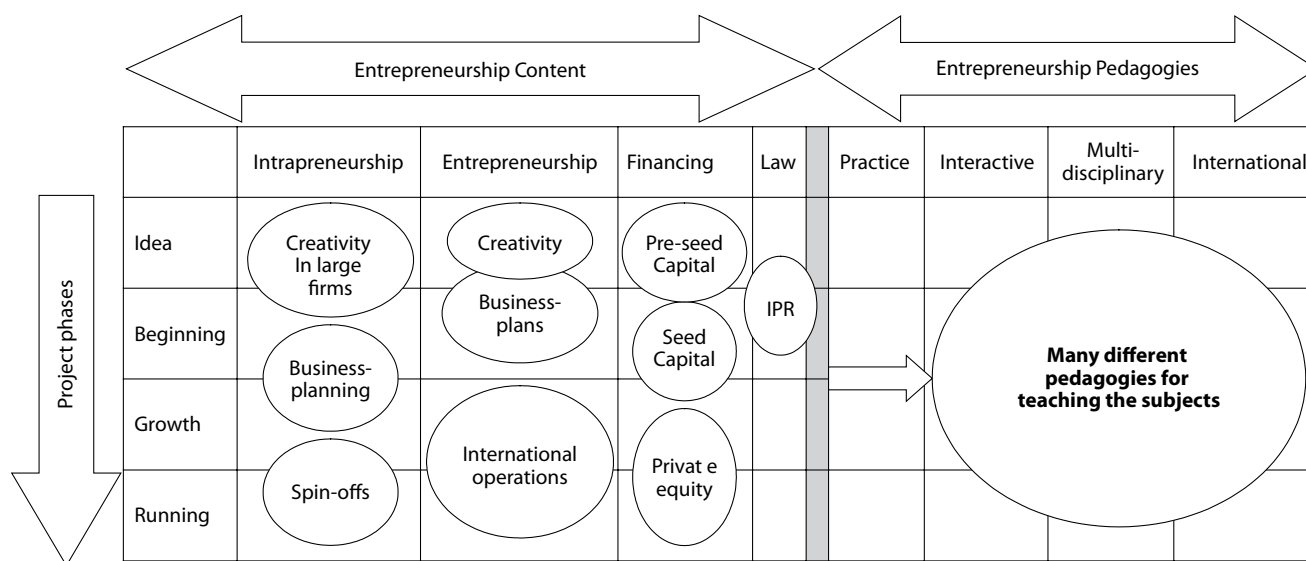 Entrepreneurship Content
Entrepreneurship Pedagogies
Intrapreneurship
Entrepreneurship
Financing
Law
Practice
Interactive
Multi-
disciplinary
International
Project phases
Idea
Creativity
In large
firms
Creativity
Pre-seed
Capital
Beginning
Business-
plans
IPR
Seed
Capital
Business-
planning
Many different
pedagogies for
teaching the subjects
Growth
International
operations
Privat e
equity
Spin-offs
Running